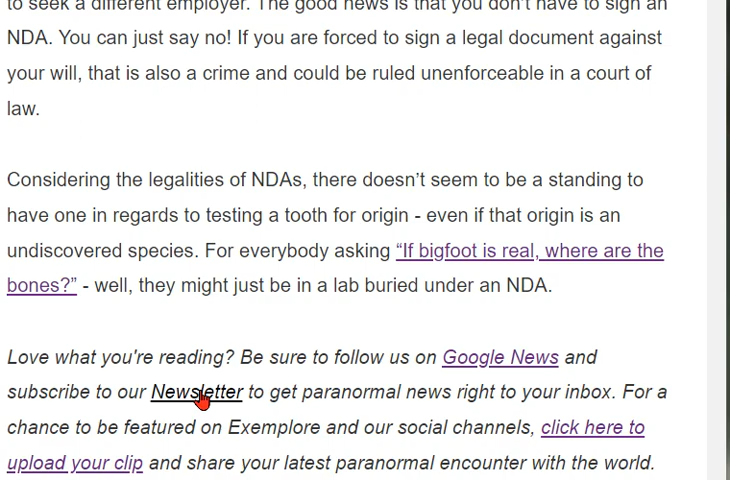 to seek a different employer. The good news is that you don't have to sign an
NDA. You can just say no! If you are forced to sign a legal document against
your will, that is also a crime and could be ruled unenforceable in a court of
law.
Considering the legalities of NDAs, there doesn’t seem to be a standing to
have one in regards to testing a tooth for origin - even if that origin is an
undiscovered species. For everybody asking “If bigfoot is real, where are the
bones?” - well, they might just be in a lab buried under an NDA.
Love what you're reading? Be sure to follow us on Google News and
subscribe to our Newsletter to get paranormal news right to your inbox. For a
chance to be featured on Exemplore and our social channels, click here to
upload your clip and share your latest paranormal encounter with the world.